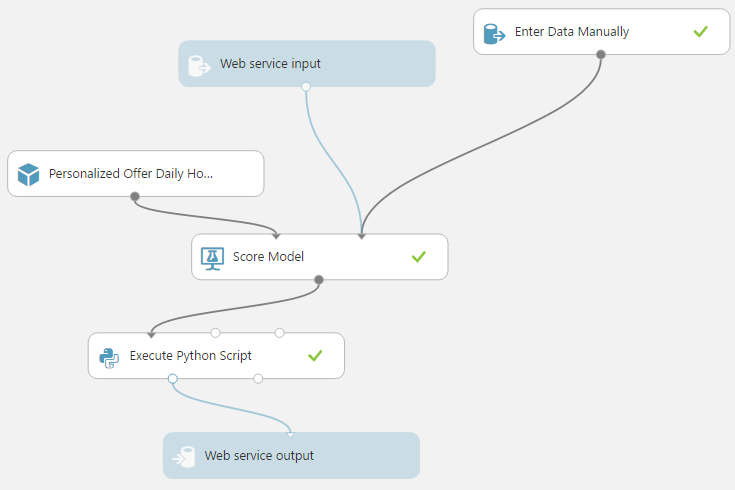 Enter Data Manually
Web service input
Personalized Offer Daily Ho...
Score Model
Execute Python Script
Web service output